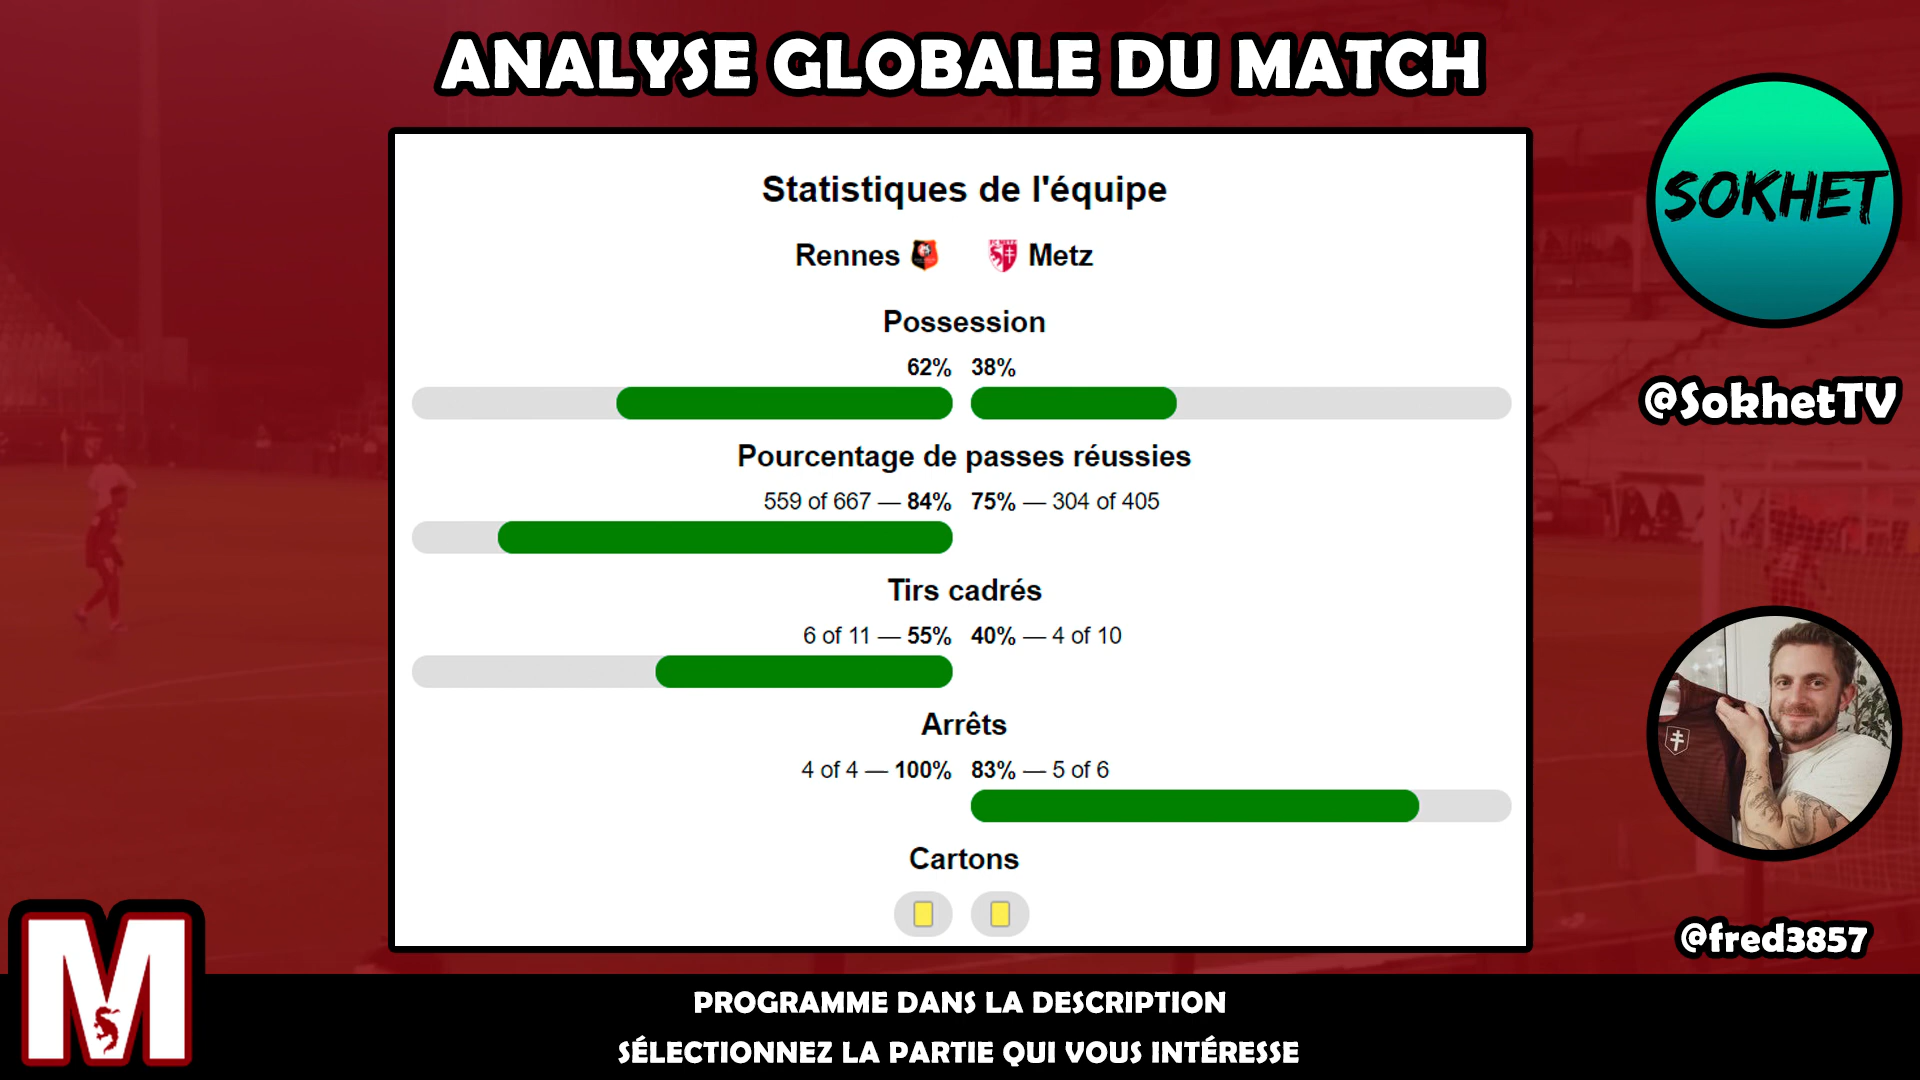 ANALYSE GLOBALE DU MATCH
SOKHET
@SokhetTV
Statistiques de l'équipe
Rennes Metz
Possession
62% 38%
Pourcentage de passes réussies
559 of 667 — 84% 75% — 304 of 405
Tirs cadrés
6 of 11 — 55% 40% — 4 of 10
Arrêts
4 of 4 — 100% 83% — 5 of 6
Cartons
@fred3857
M
PROGRAMME DANS LA DESCRIPTION
SÉLECTIONNEZ LA PARTIE QUI VOUS INTÉRESSE